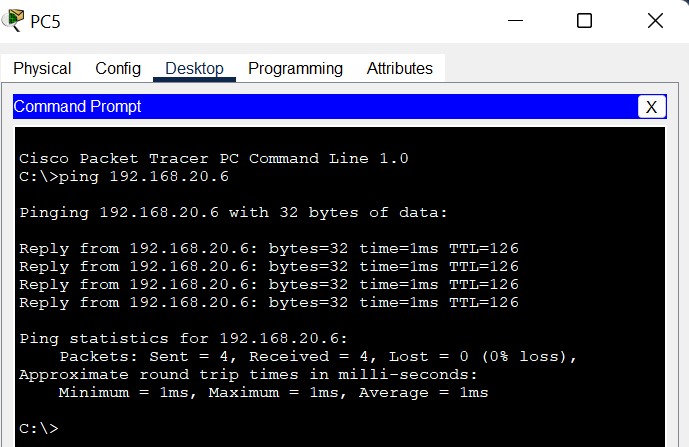 PC5
Physical Config Desktop Programming Attributes
Command Prompt X
Cisco Packet Tracer PC Command Line 1.0
C:\>ping 192.168.20.6
Pinging 192.168.20.6 with 32 bytes of data:
Reply from 192.168.20.6: bytes=32 time=1ms TTL=126
Reply from 192.168.20.6: bytes=32 time=1ms TTL=126
Reply from 192.168.20.6: bytes=32 time=1ms TTL=126
Reply from 192.168.20.6: bytes=32 time=1ms TTL=126
Ping statistics for 192.168.20.6:
    Packets: Sent = 4, Received = 4, Lost = 0 (0% loss),
Approximate round trip times in milli-seconds:
    Minimum = 1ms, Maximum = 1ms, Average = 1ms
C:\>